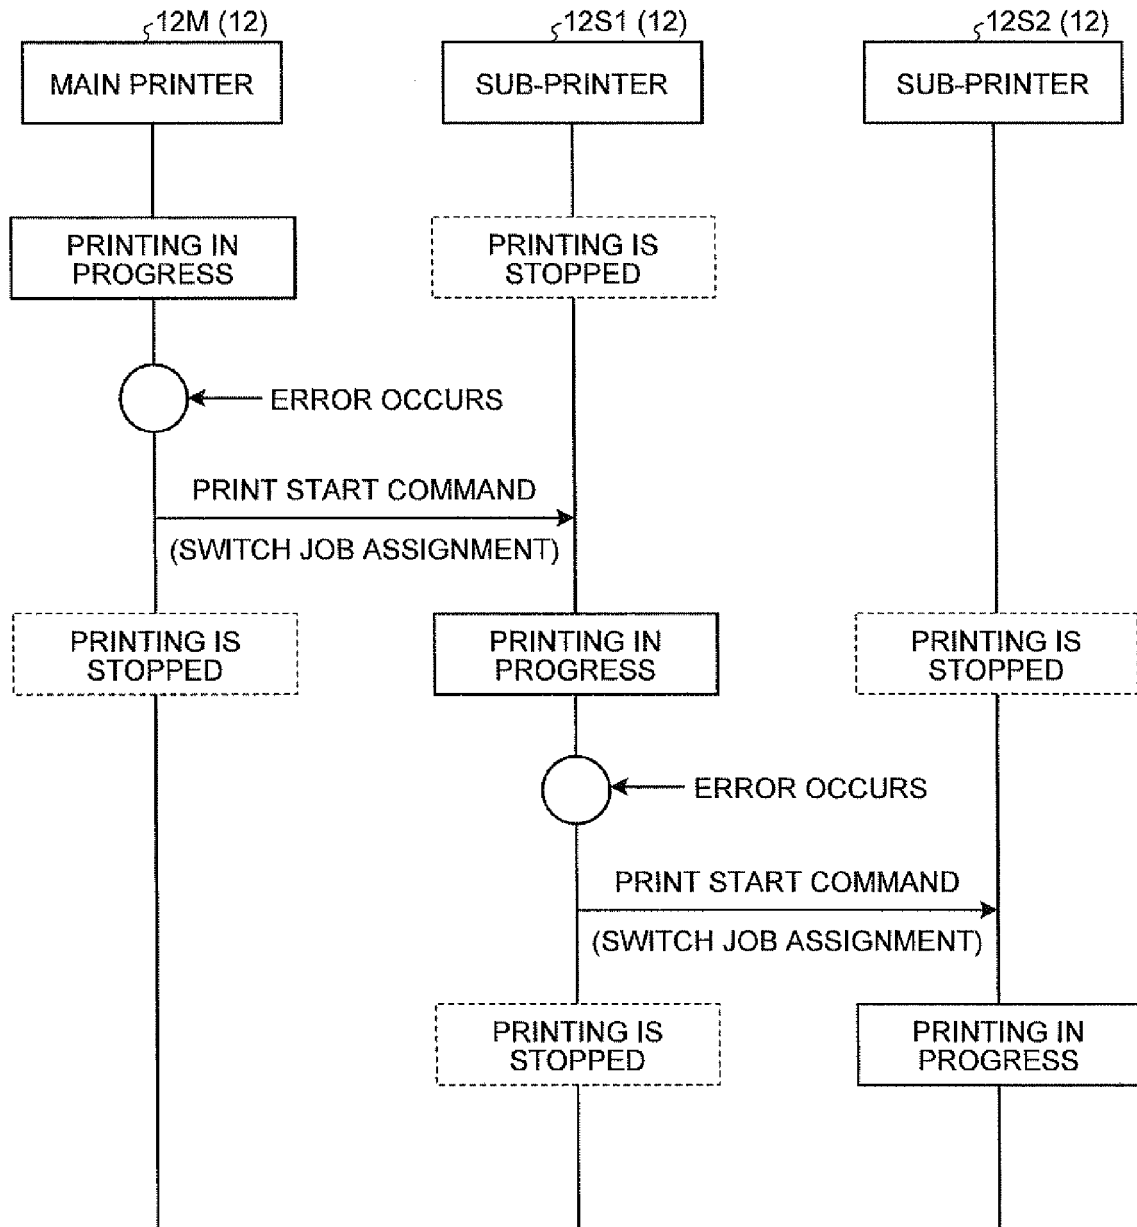 12M (12)
12S1 (12)
12S2 (12)
MAIN PRINTER
SUB-PRINTER
SUB-PRINTER
PRINTING IN
PROGRESS
PRINTING IS
STOPPED
ERROR OCCURS
PRINT START COMMAND
(SWITCH JOB ASSIGNMENT)
PRINTING IS
STOPPED
PRINTING IN
PROGRESS
PRINTING IS
STOPPED
ERROR OCCURS
PRINT START COMMAND
(SWITCH JOB ASSIGNMENT)
PRINTING IS
STOPPED
PRINTING IN
PROGRESS